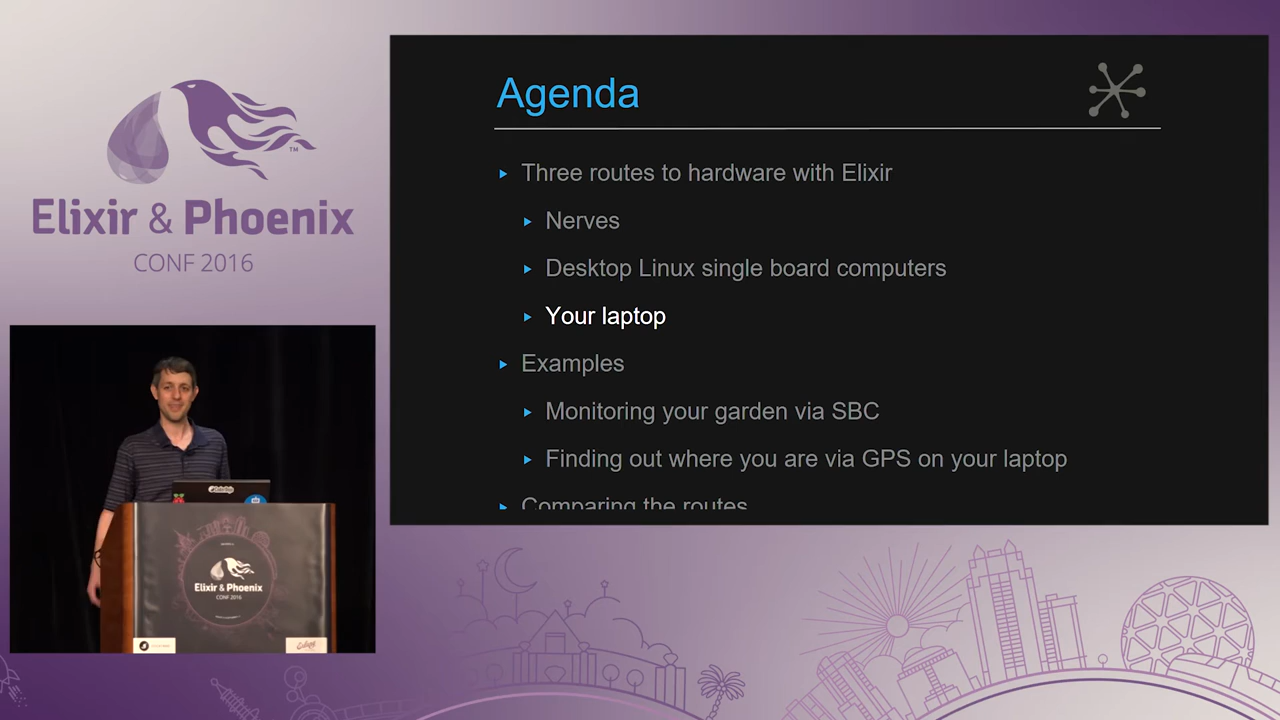 Elixir & Phoenix
CONF 2016
TM
Agenda
Three routes to hardware with Elixir
Nerves
Desktop Linux single board computers
Your laptop
Examples
Monitoring your garden via SBC
Finding out where you are via GPS on your laptop
Comparing the routes
Elixir & Phoenix
CONF 2016